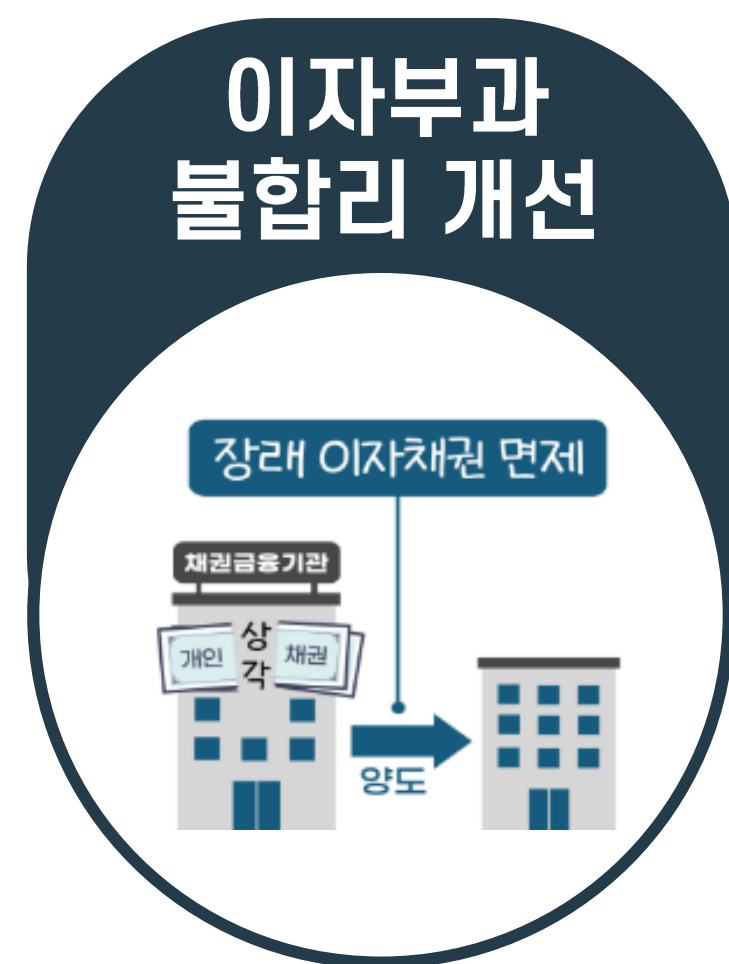 이자부과
불합리 개선
장래 이자채권 면제
채권금융기관
개인
상각
채권
양도